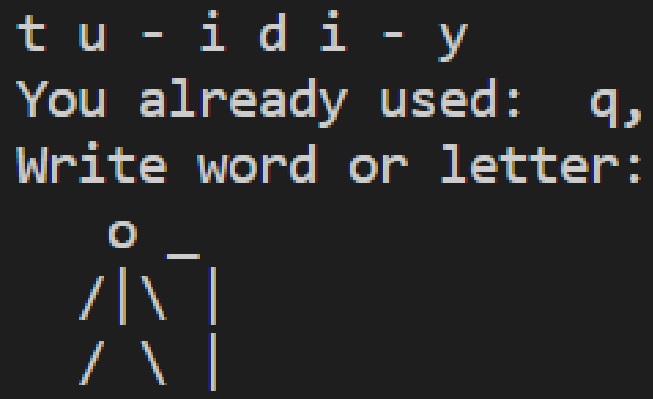 t u - i d i - y
You already used:  q,
Write word or letter:
   o _
  /|\ |
  / \ |